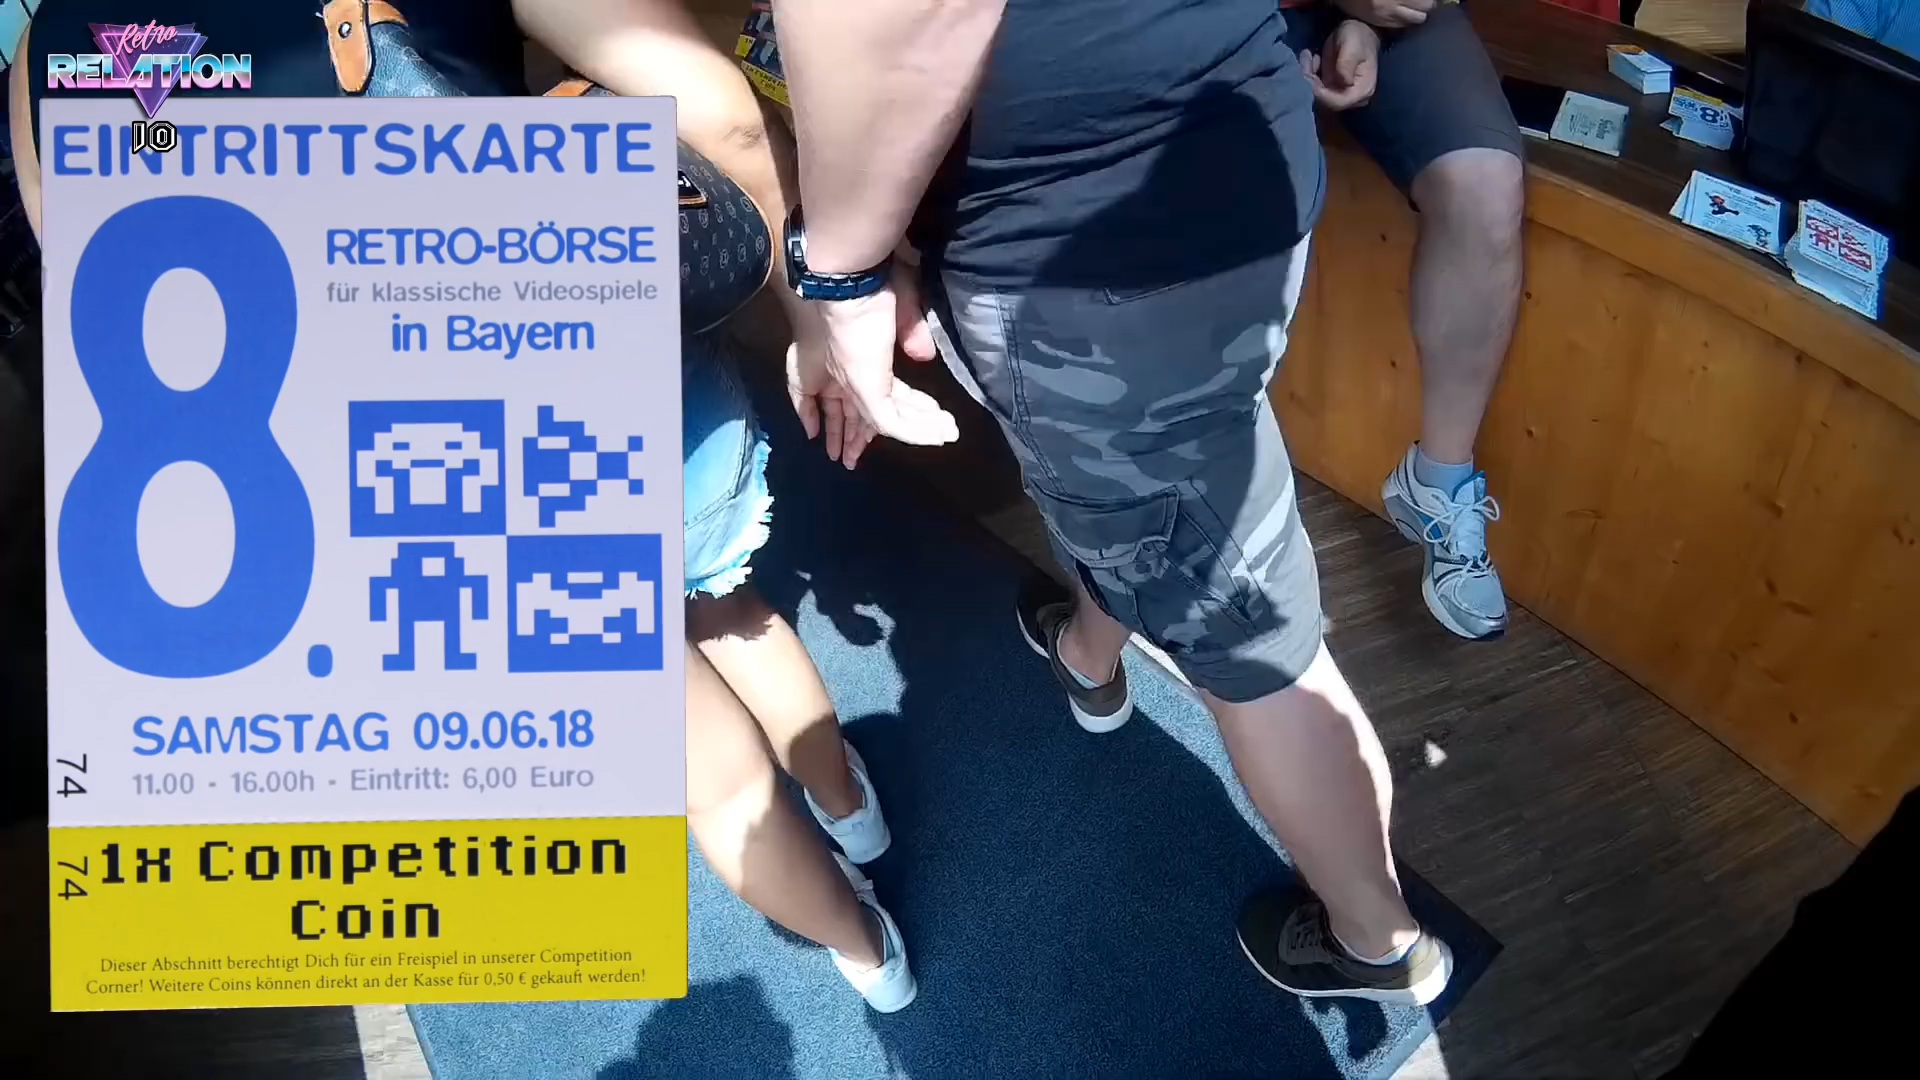 Retro
RELATION
10
EINTRITTSKARTE
8.
RETRO-BÖRSE
für klassische Videospiele
in Bayern
SAMSTAG 09.06.18
11.00 - 16.00h - Eintritt: 6,00 Euro
74
74
1x Competition
Coin
Dieser Abschnitt berechtigt Dich für ein Freispiel in unserer Competition
Corner! Weitere Coins können direkt an der Kasse für 0,50 € gekauft werden!
8